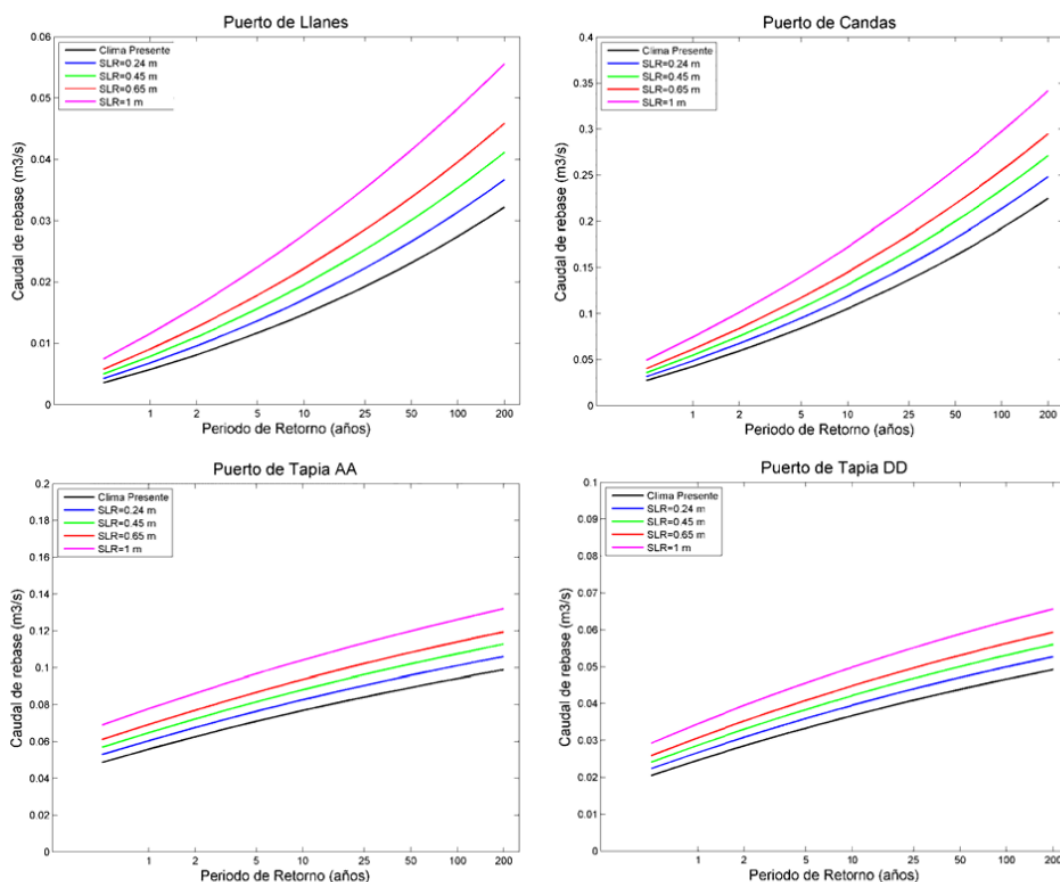 Puerto de Llanes
0.06
0.05
0.04
0.03
0.02
0.01
0
Caudal de rebase (m3/s)
Clima Presente
SLR=0.24 m
SLR=0.45 m
SLR=0.65 m
SLR=1 m
1 2 5 10 25 50 100 200
Periodo de Retorno (años)
Puerto de Candas
0.4
0.35
0.3
0.25
0.2
0.15
0.1
0.05
0
Caudal de rebase (m3/s)
Clima Presente
SLR=0.24 m
SLR=0.45 m
SLR=0.65 m
SLR=1 m
1 2 5 10 25 50 100 200
Periodo de Retorno (años)
Puerto de Tapia AA
0.2
0.18
0.16
0.14
0.12
0.1
0.08
0.06
0.04
0.02
0
Caudal de rebase (m3/s)
Clima Presente
SLR=0.24 m
SLR=0.45 m
SLR=0.65 m
SLR=1 m
1 2 5 10 25 50 100 200
Periodo de Retorno (años)
Puerto de Tapia DD
0.1
0.09
0.08
0.07
0.06
0.05
0.04
0.03
0.02
0.01
0
Caudal de rebase (m3/s)
Clima Presente
SLR=0.24 m
SLR=0.45 m
SLR=0.65 m
SLR=1 m
1 2 5 10 25 50 100 200
Periodo de Retorno (años)